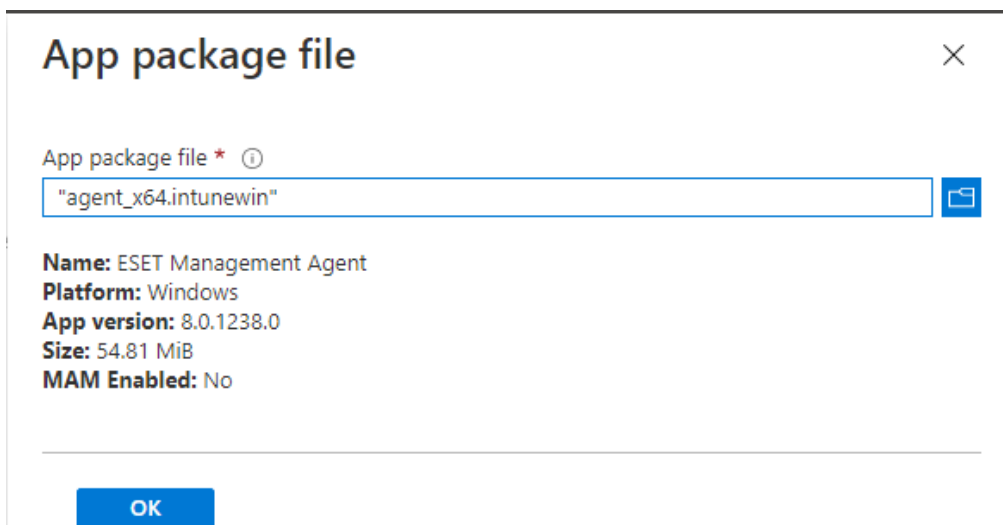 App package file
App package file *
"agent_x64.intunewin"
Name: ESET Management Agent
Platform: Windows
App version: 8.0.1238.0
Size: 54.81 MiB
MAM Enabled: No
OK